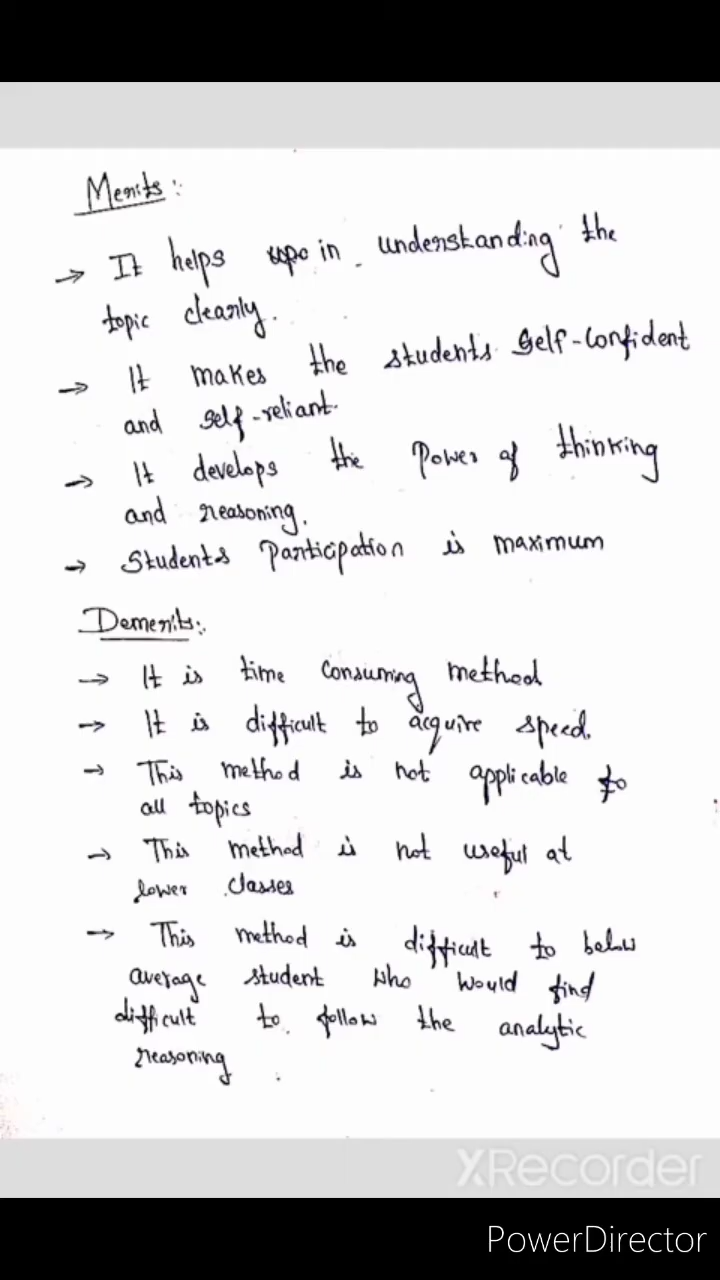 Merits:
→ It helps in understanding the
topic clearly.
→ It makes the students self-confident
and self-reliant.
→ It develops the power of thinking
and reasoning.
→ Students Participation is maximum
Demerits:
→ It is time consuming method
→ It is difficult to acquire speed.
→ This method is not applicable to
all topics
→ This method is not useful at
lower classes
→ This method is difficult to below
average student who would find
difficult to follow the analytic
reasoning
XRecorder
PowerDirector